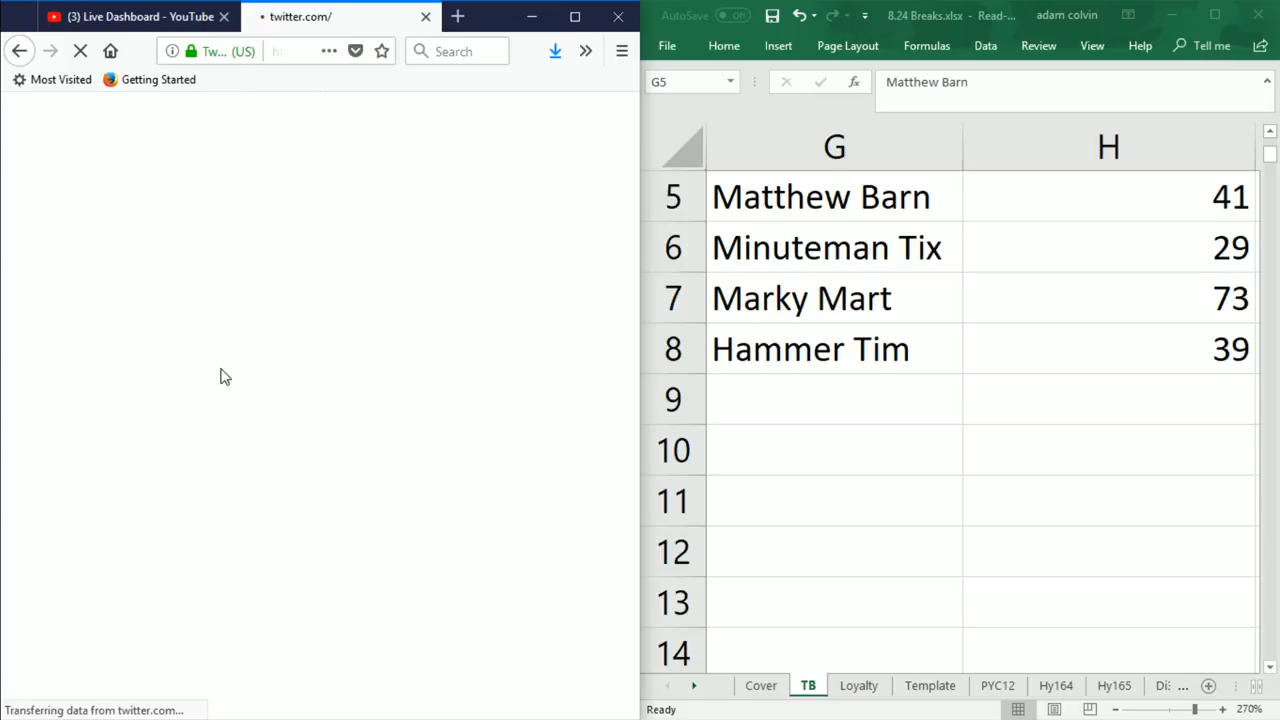 (3) Live Dashboard - YouTube
twitter.com/
Tw... (US)
Search
Most Visited
Getting Started
Transferring data from twitter.com...
AutoSave Off
8.24 Breaks.xlsx - Read-...
adam colvin
File Home Insert Page Layout Formulas Data Review View Help Tell me
G5
fx
Matthew Barn
G H
5 Matthew Barn 41
6 Minuteman Tix 29
7 Marky Mart 73
8 Hammer Tim 39
9
10
11
12
13
14
Cover TB Loyalty Template PYC12 Hy164 Hy165 Di: ...
Ready
270%